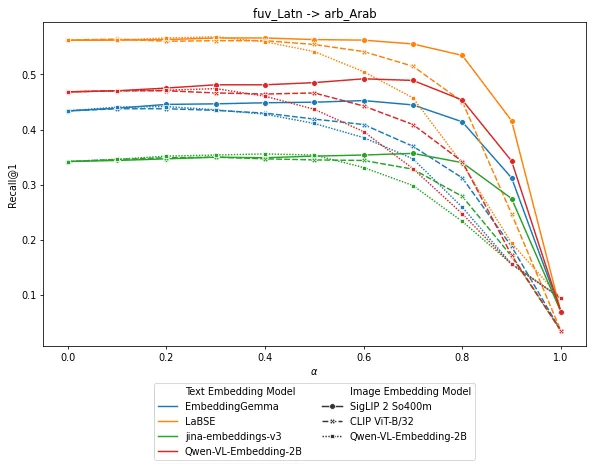 fuv_Latn -> arb_Arab
Recall@1
0.5
0.4
0.3
0.2
0.1
0.0
0.2
0.4
0.6
0.8
1.0
α
Text Embedding Model
EmbeddingGemma
LaBSE
jina-embeddings-v3
Qwen-VL-Embedding-2B
Image Embedding Model
SigLIP 2 So400m
CLIP ViT-B/32
Qwen-VL-Embedding-2B